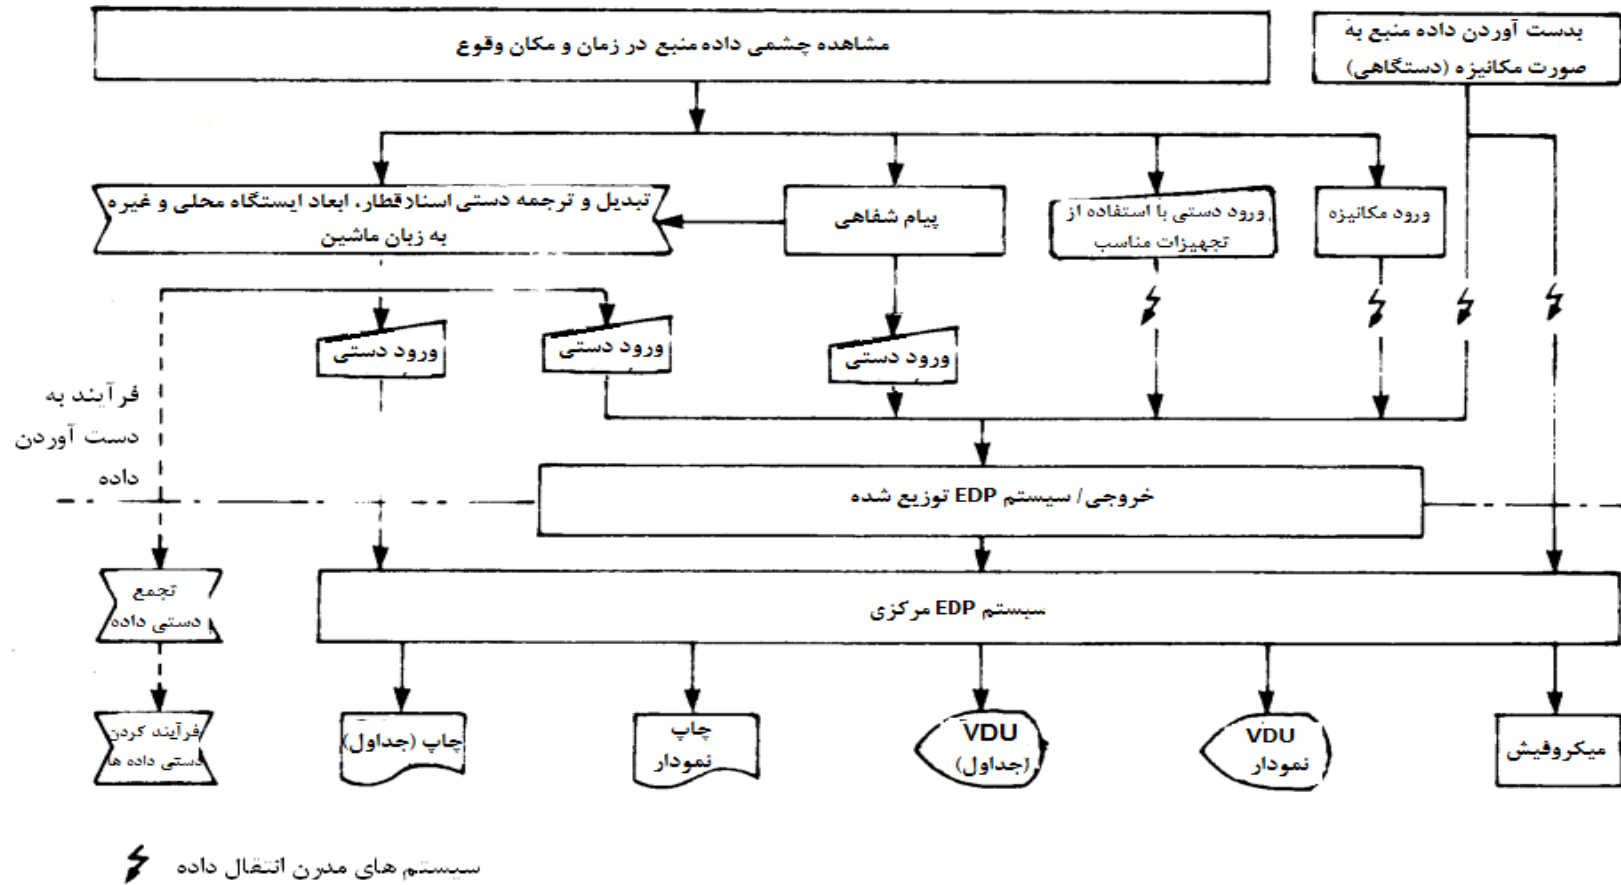 مشاهده چشمی داده منبع در زمان و مکان وقوع
بدست آوردن داده منبع به
صورت مکانیزه (دستگاهی)
تبدیل و ترجمه دستی اسناد قطار، ابعاد ایستگاه محلی و غیره
به زبان ماشین
پیام شفاهی
ورود دستی با استفاده از
تجهیزات مناسب
ورود مکانیزه
ورود دستی
ورود دستی
ورود دستی
فرآیند به
دست آوردن
داده
خروجی / سیستم EDP توزیع شده
تجمع
دستی داده
سیستم EDP مرکزی
فرآیند کردن
دستی داده ها
چاپ (جداول)
چاپ
نمودار
VDU
(جداول)
VDU
نمودار
میکروفیش
سیستم های مدرن انتقال داده